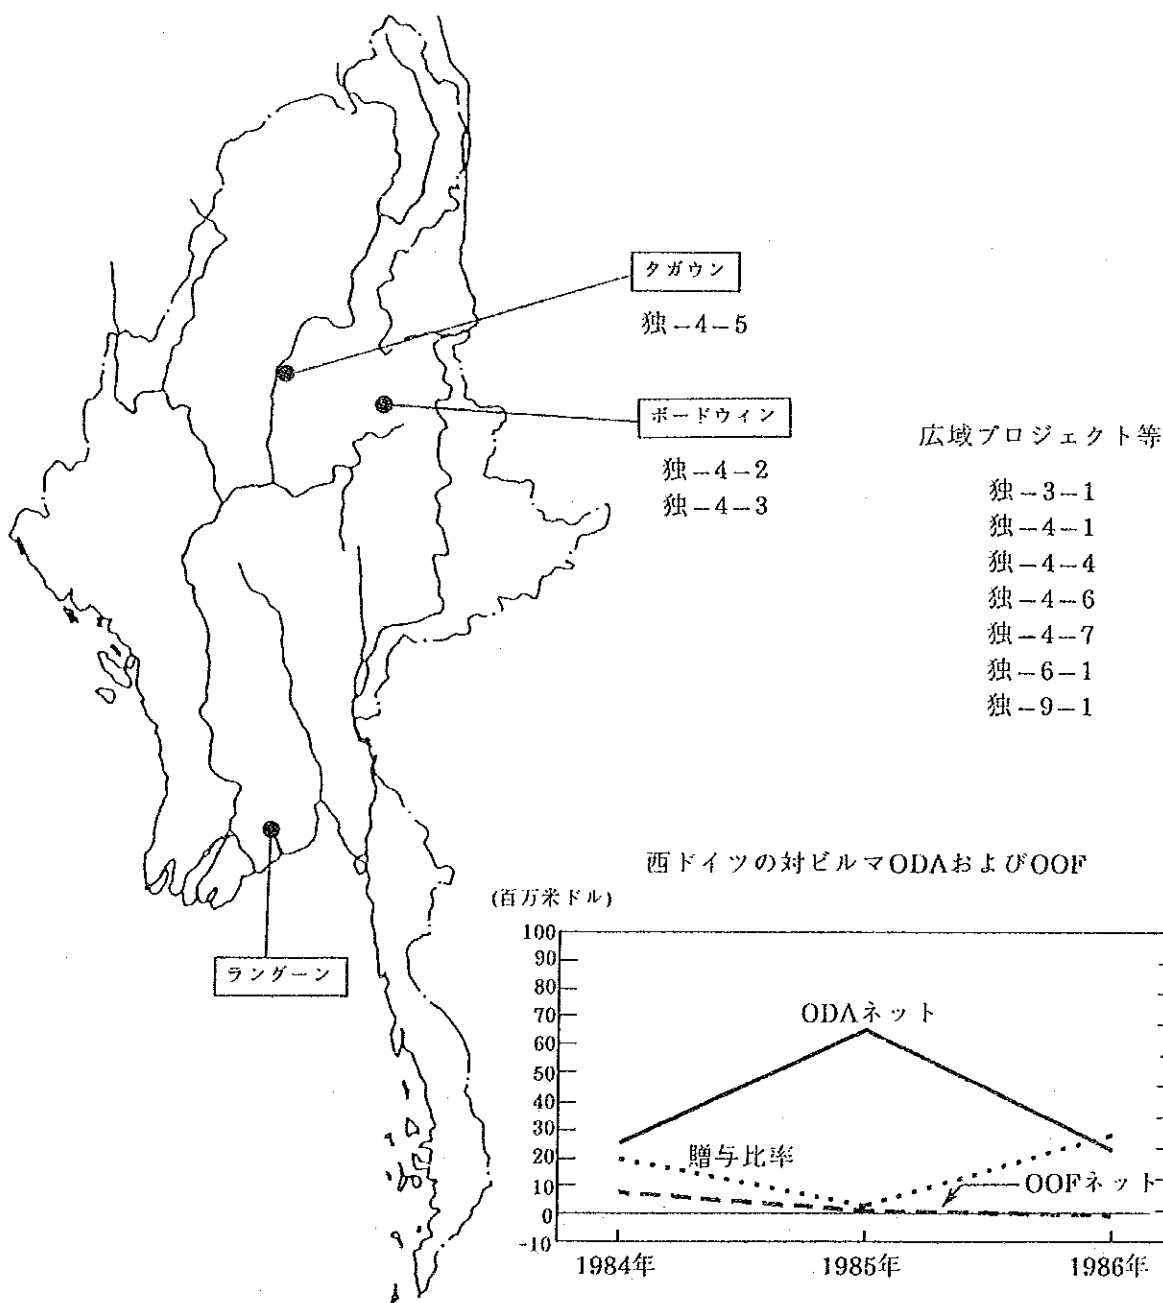 タガウン
独-4-5
ボードウィン
独-4-2
独-4-3
広域プロジェクト等
独-3-1
独-4-1
独-4-4
独-4-6
独-4-7
独-6-1
独-9-1
ラングーン
西ドイツの対ビルマODAおよびOOF
(百万米ドル)
100
90
80
70
60
50
40
30
20
10
0
-10
ODAネット
贈与比率
OOFネット
1984年 1985年 1986年